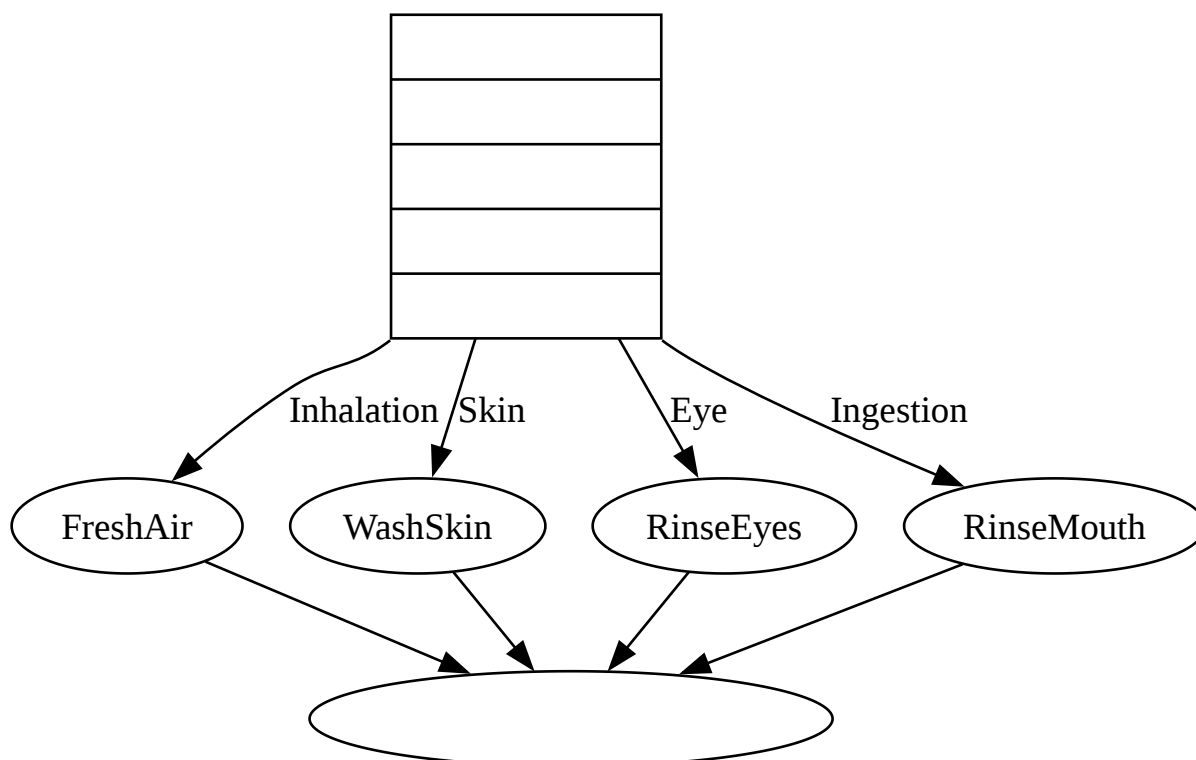 Inhalation
Skin
Eye
Ingestion
FreshAir
WashSkin
RinseEyes
RinseMouth